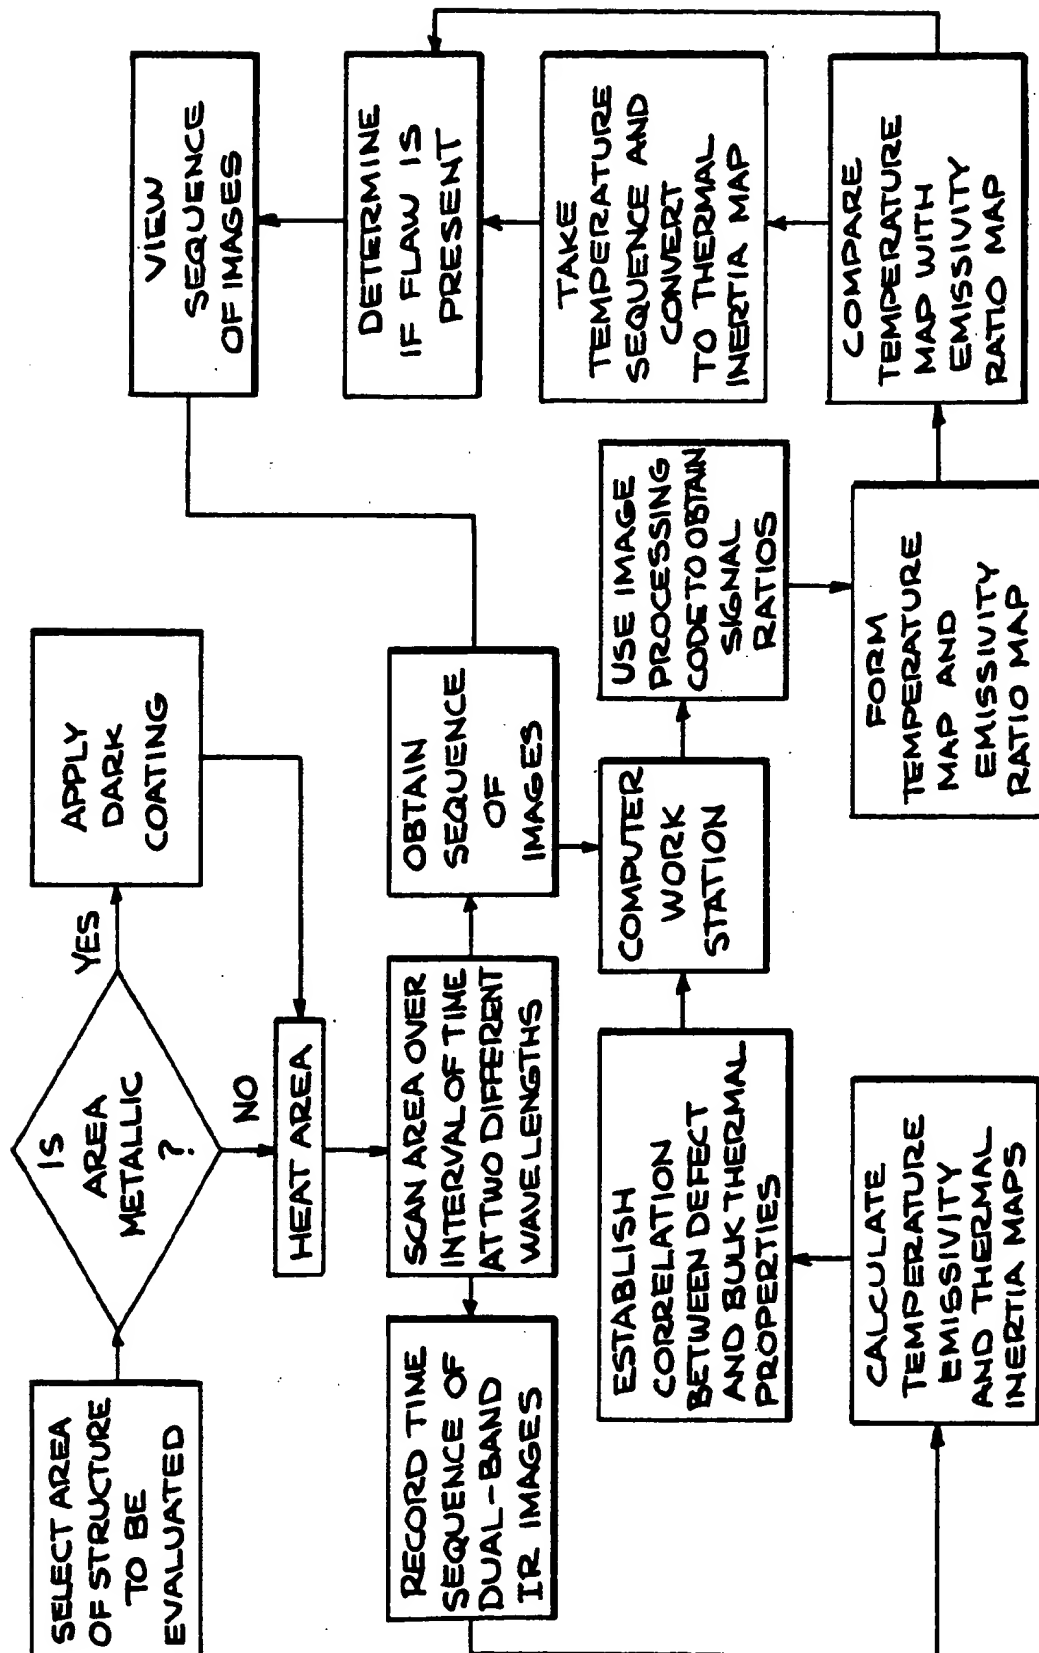 SELECT AREA
OF STRUCTURE
TO BE
EVALUATED
IS
AREA
METALLIC
?
YES
NO
APPLY
DARK
COATING
HEAT AREA
RECORD TIME
SEQUENCE OF
DUAL-BAND
IR IMAGES
SCAN AREA OVER
INTERVAL OF TIME
AT TWO DIFFERENT
WAVE LENGTHS
OBTAIN
SEQUENCE
OF
IMAGES
VIEW
SEQUENCE
OF IMAGES
DETERMINE
IF FLAW IS
PRESENT
TAKE
TEMPERATURE
SEQUENCE AND
CONVERT
TO THERMAL
INERTIA MAP
ESTABLISH
CORRELATION
BETWEEN DEFECT
AND BULK THERMAL
PROPERTIES
COMPUTER
WORK
STATION
USE IMAGE
PROCESSING
CODE TO OBTAIN
SIGNAL
RATIOS
CALCULATE
TEMPERATURE
EMISSIVITY
AND THERMAL
INERTIA MAPS
FORM
TEMPERATURE
MAP AND
EMISSIVITY
RATIO MAP
COMPARE
TEMPERATURE
MAP WITH
EMISSIVITY
RATIO MAP